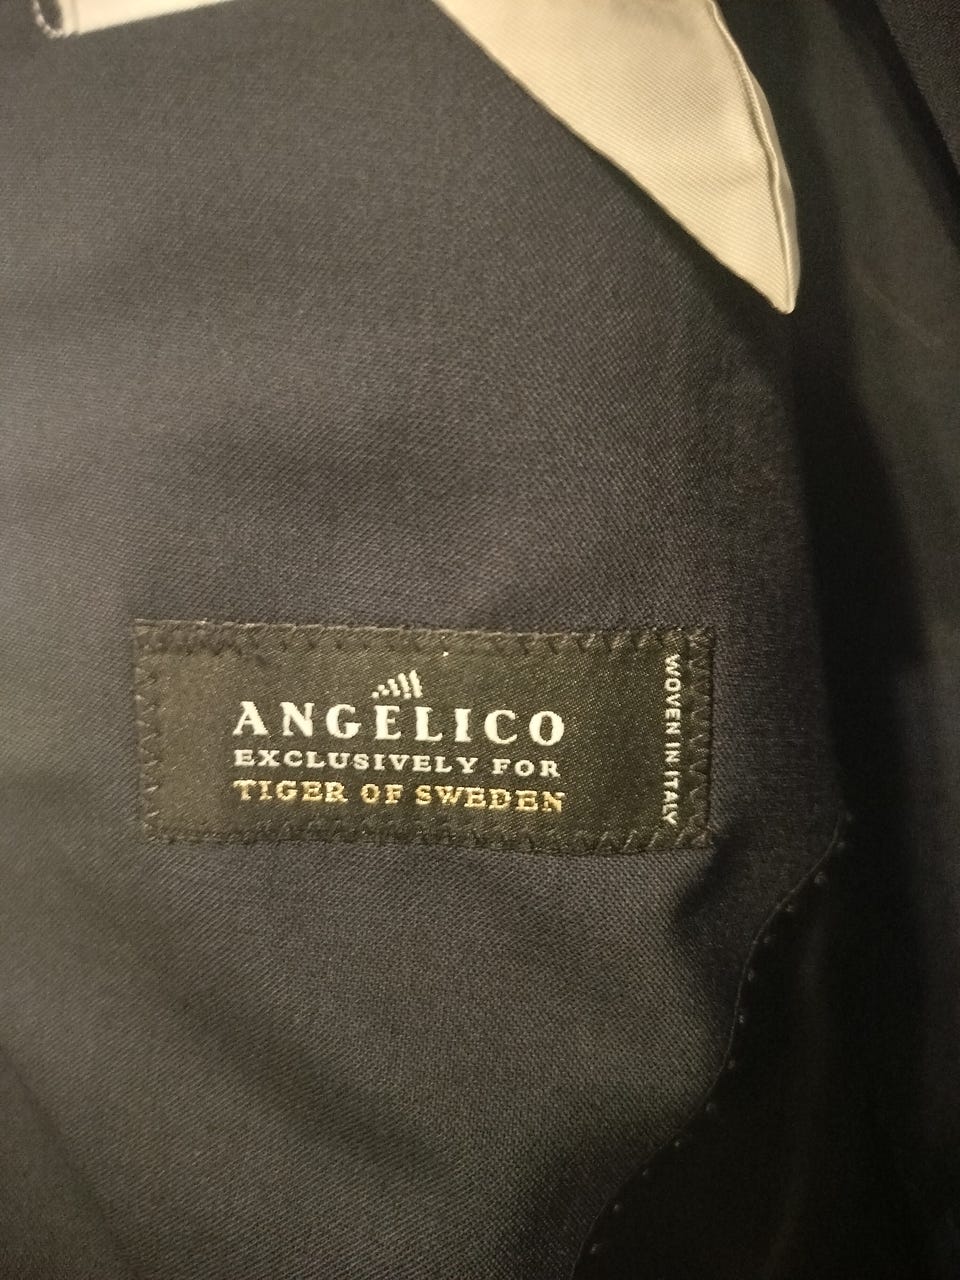 ANGELICO
EXCLUSIVELY FOR
TIGER OF SWEDEN
WOVEN IN ITALY